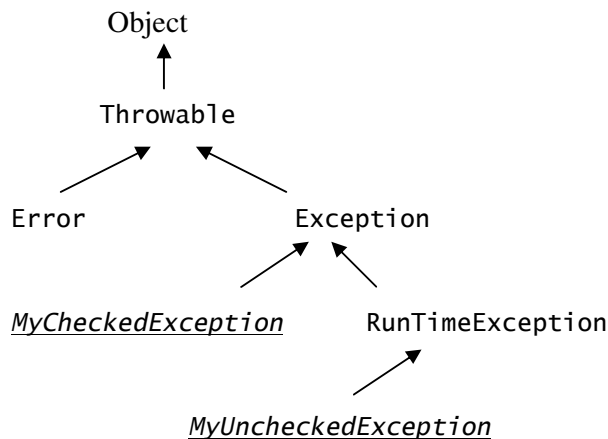 Object
Throwable
Error
Exception
MyCheckedException
RunTimeException
MyUncheckedException